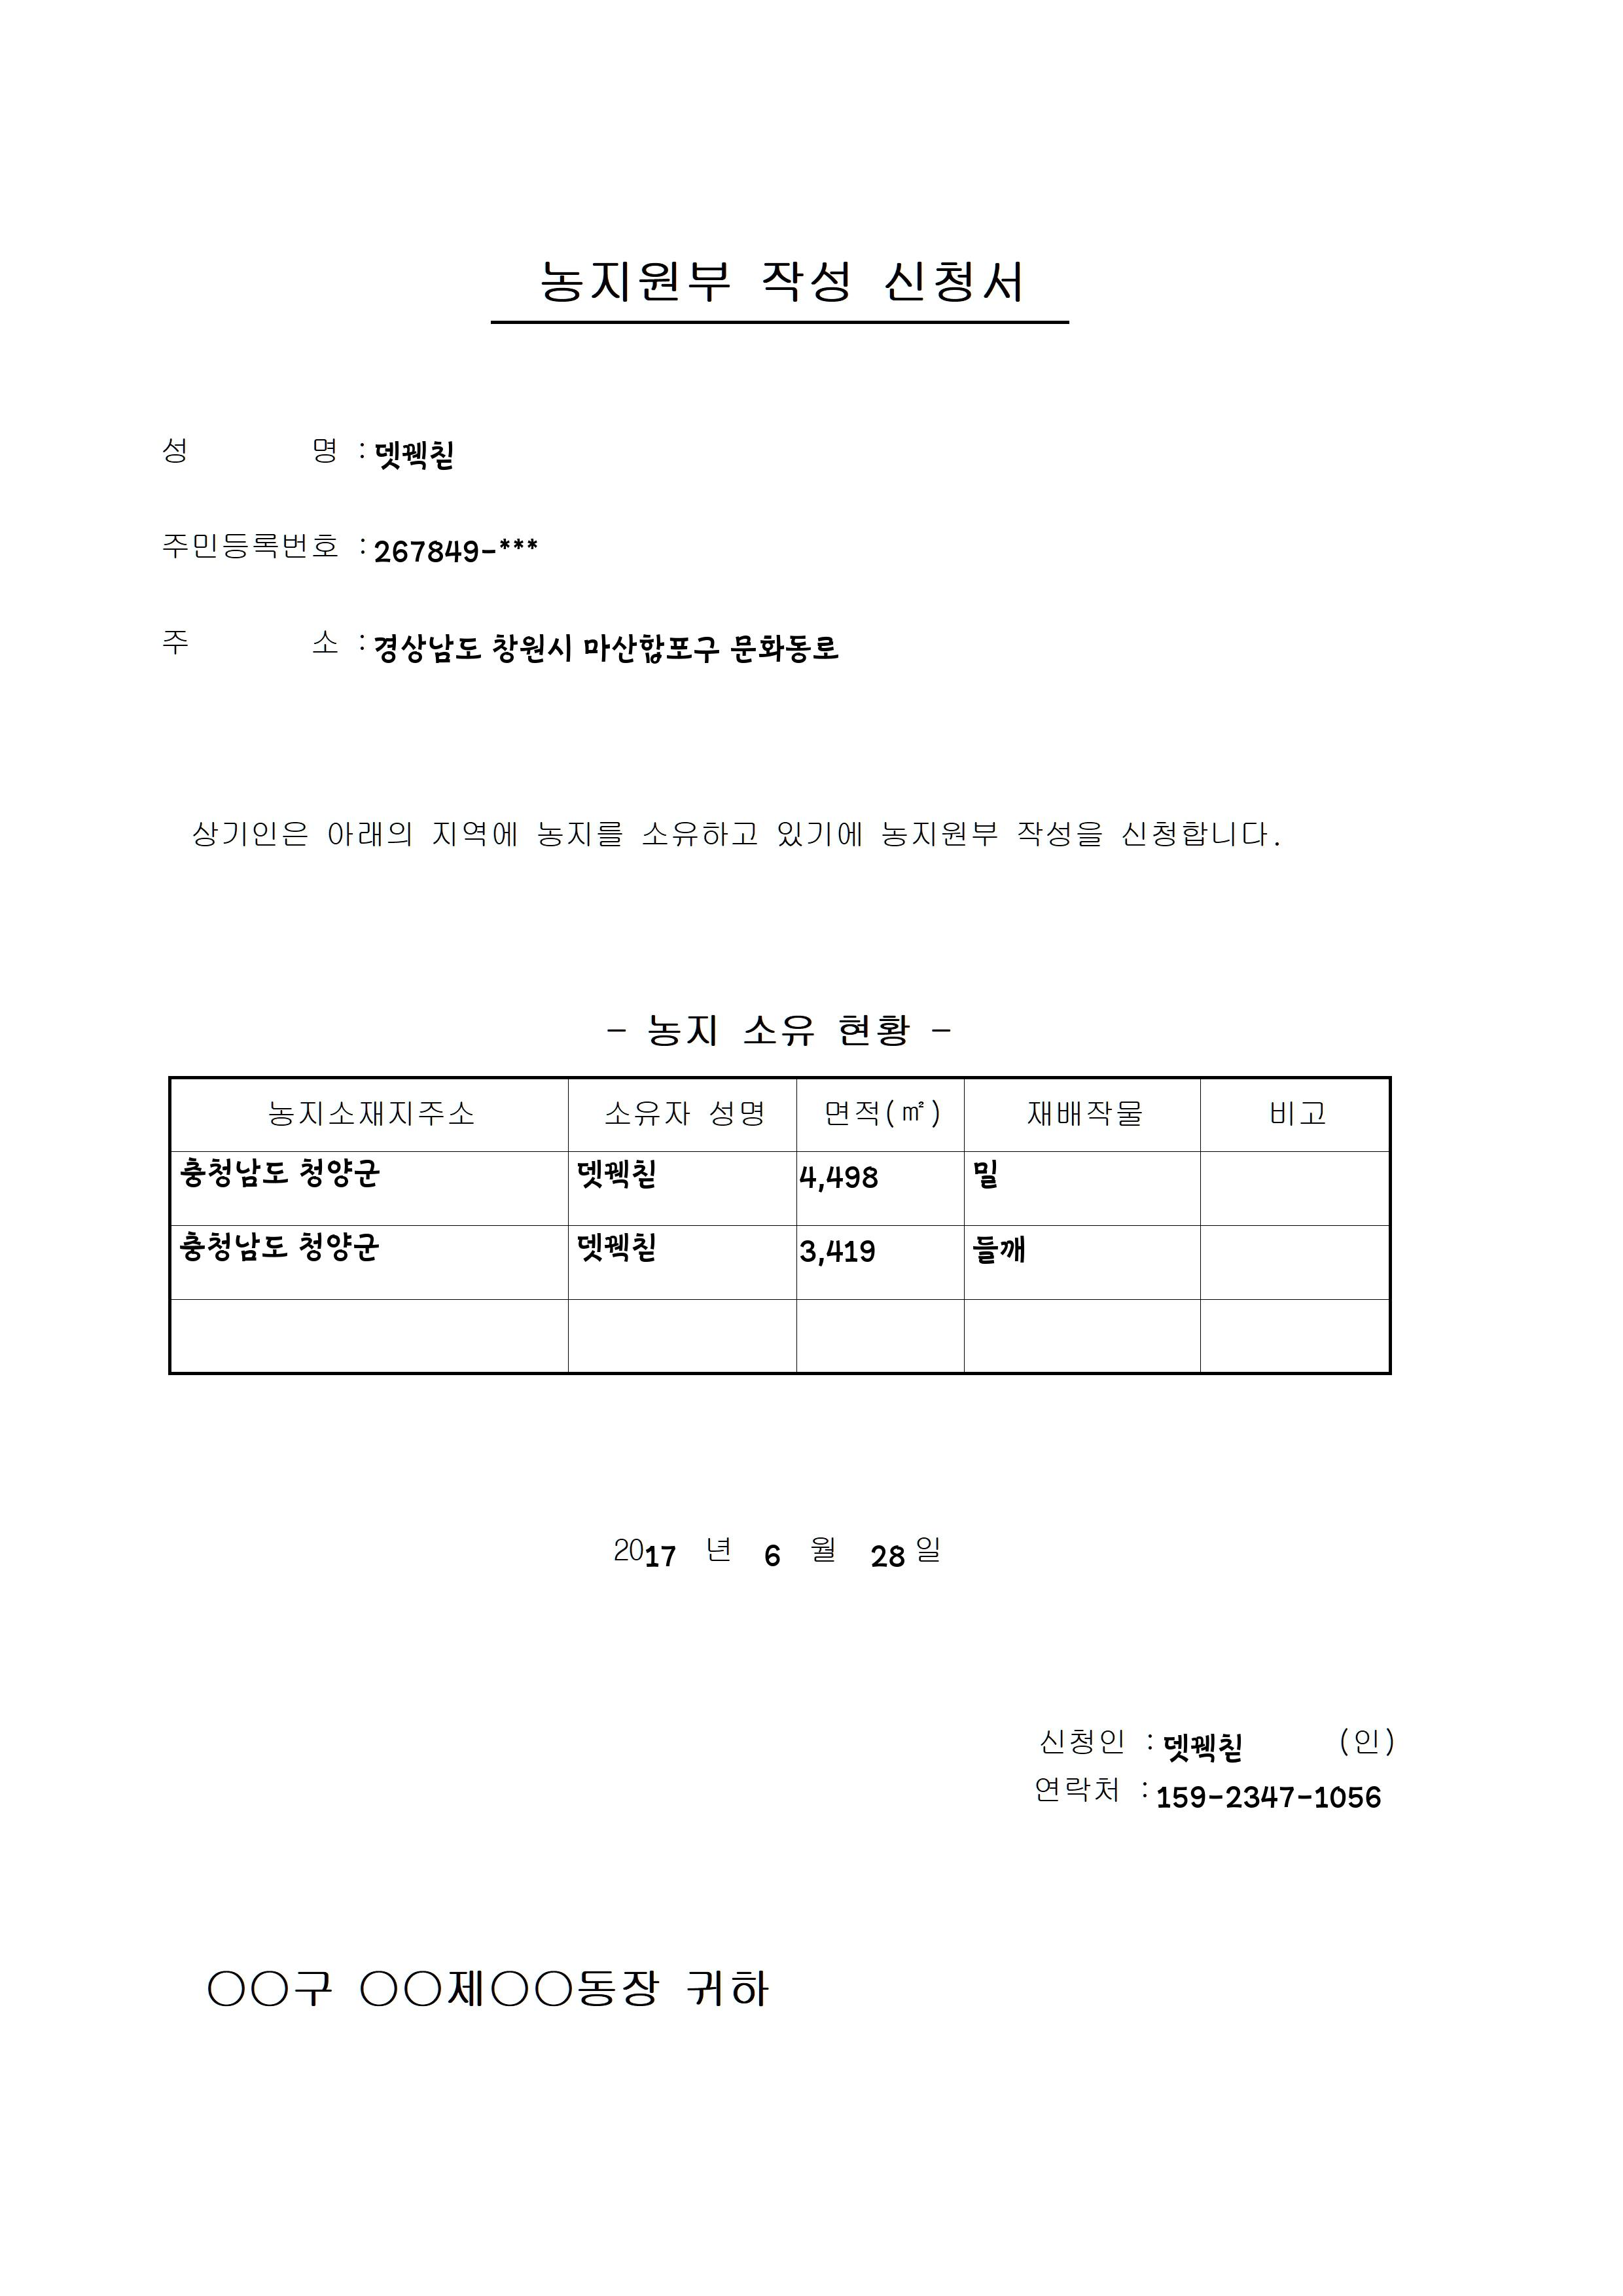 농지원부 작성 신청서
성 명 : 뎃퀙칟
주민등록번호 : 267849-***
주 소 : 경상남도 창원시 마산합포구 문화동로
상기인은 아래의 지역에 농지를 소유하고 있기에 농지원부 작성을 신청합니다.
- 농지 소유 현황 -
농지소재지주소 소유자 성명 면적(㎡) 재배작물 비고
충청남도 청양군 뎃퀙칟 4,498 밀
충청남도 청양군 뎃퀙칟 3,419 들깨
2017 년 6 월 28 일
신청인 : 뎃퀙칟 (인)
연락처 : 159-2347-1056
○○구 ○○제○○동장 귀하